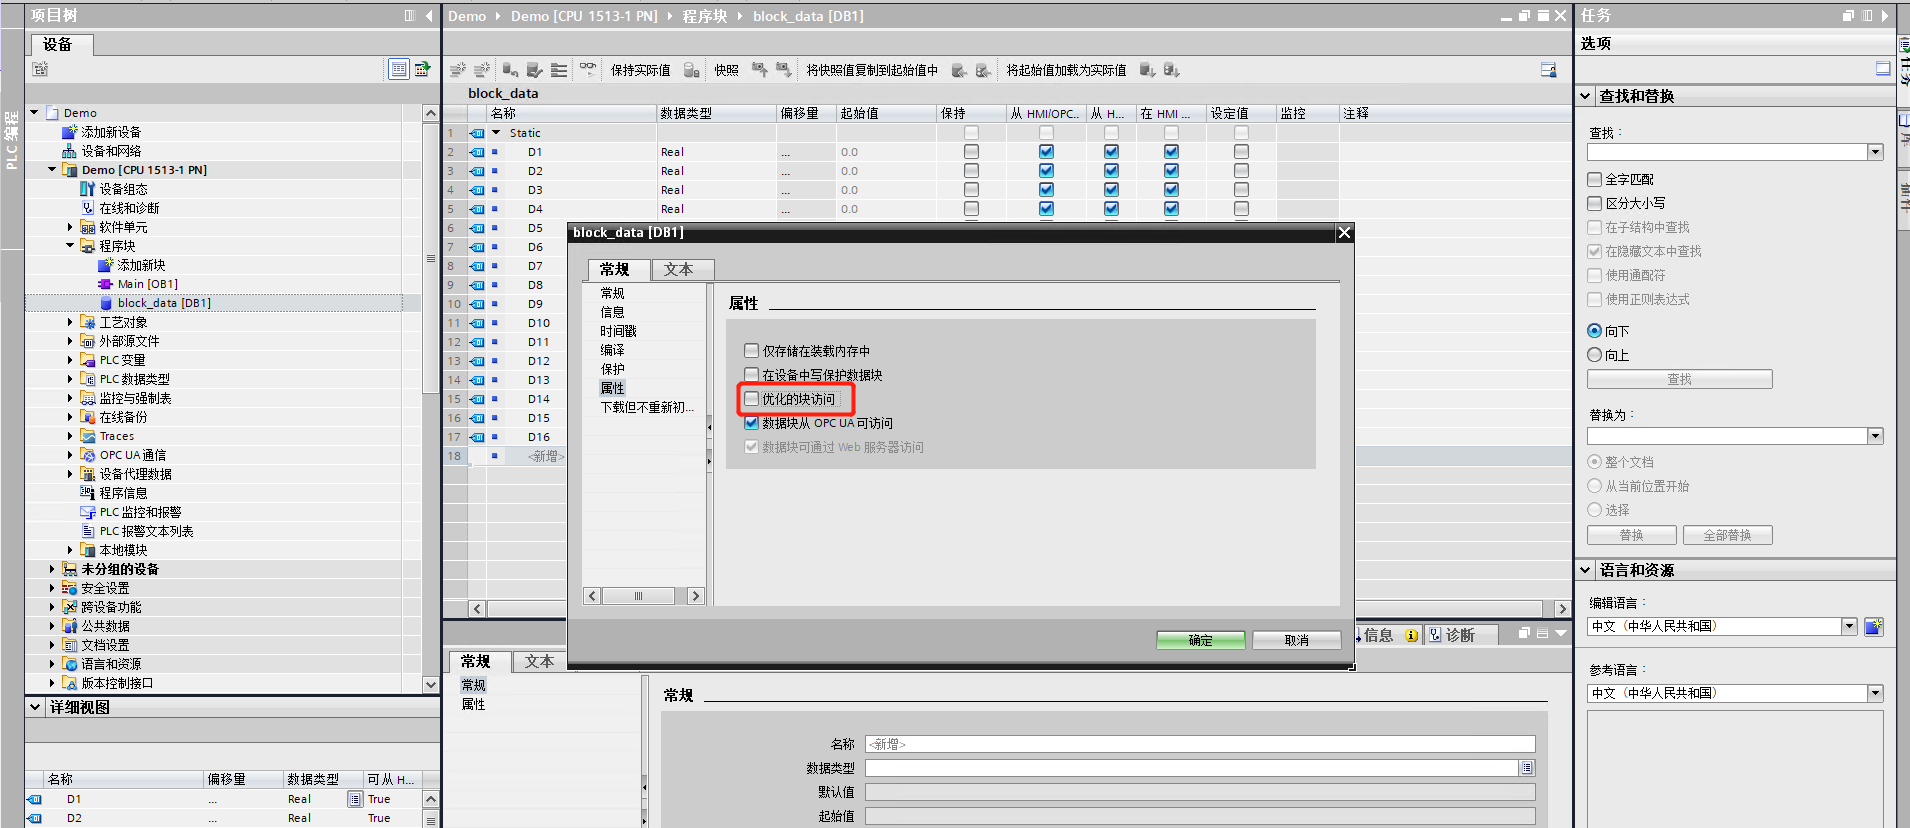 项目树
设备
PLC 编程
Demo
添加新设备
设备和网络
Demo [CPU 1513-1 PN]
设备组态
在线和诊断
软件单元
程序块
添加新块
Main [OB1]
block_data [DB1]
工艺对象
外部源文件
PLC 变量
PLC 数据类型
监控与强制表
在线备份
Traces
OPC UA 通信
设备代理数据
程序信息
PLC 监控和报警
PLC 报警文本列表
本地模块
未分组的设备
安全设置
跨设备功能
公共数据
文档设置
语言和资源
版本控制接口
详细视图
名称 偏移量 数据类型 可从 H...
D1 ... Real True
D2 ... Real True
Demo Demo [CPU 1513-1 PN] 程序块 block_data [DB1]
保持实际值 快照 将快照值复制到起始值中 将起始值加载为实际值
block_data
名称 数据类型 偏移量 起始值 保持 从 HMI/OPC.. 从 H... 在 HMI ... 设定值 监控 注释
1 Static
2 D1 Real ... 0.0
3 D2 Real ... 0.0
4 D3 Real ... 0.0
5 D4 Real ... 0.0
6 D5
7 D6
8 D7
9 D8
10 D9
11 D10
12 D11
13 D12
14 D13
15 D14
16 D15
17 D16
18 <新增>
block_data [DB1]
常规 文本
常规
信息
时间戳
编译
保护
属性
下载但不重新初...
属性
仅存储在装载内存中
在设备中写保护数据块
优化的块访问
数据块从 OPC UA 可访问
数据块可通过 Web 服务器访问
确定 取消
信息 诊断
常规 文本
常规
属性
常规
名称 <新增>
数据类型
默认值
起始值
任务
选项
查找和替换
查找：
全字匹配
区分大小写
在子结构中查找
在隐藏文本中查找
使用通配符
使用正则表达式
向下
向上
查找
替换为：
整个文档
从当前位置开始
选择
替换 全部替换
语言和资源
编辑语言：
中文（中华人民共和国）
参考语言：
中文（中华人民共和国）